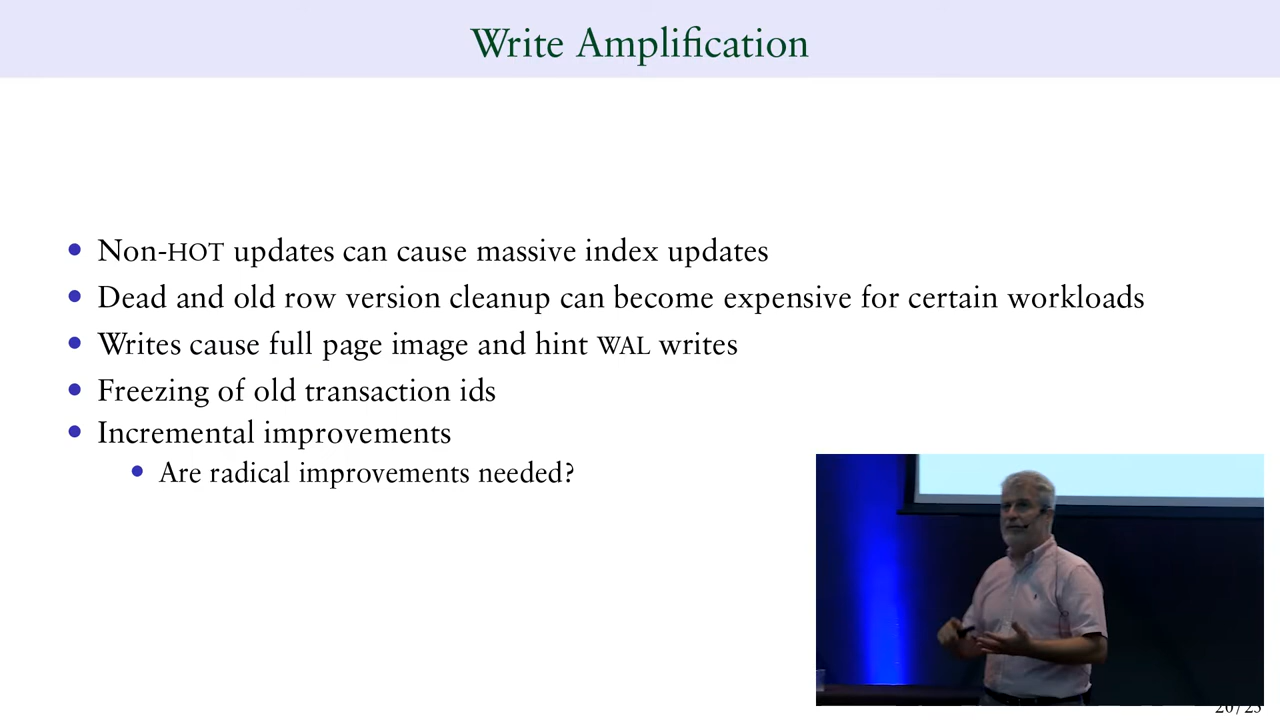 Write Amplification
Non-HOT updates can cause massive index updates
Dead and old row version cleanup can become expensive for certain workloads
Writes cause full page image and hint WAL writes
Freezing of old transaction ids
Incremental improvements
Are radical improvements needed?